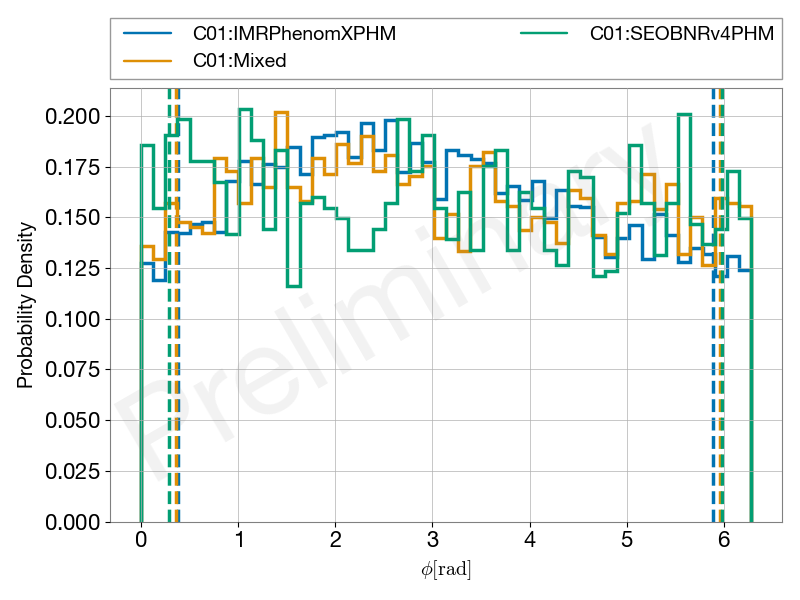 C01:IMRPhenomXPHM
C01:Mixed
C01:SEOBNRv4PHM
0.200
0.175
0.150
0.125
0.100
0.075
0.050
0.025
0.000
Probability Density
Preliminary
0 1 2 3 4 5 6
ϕ[rad]